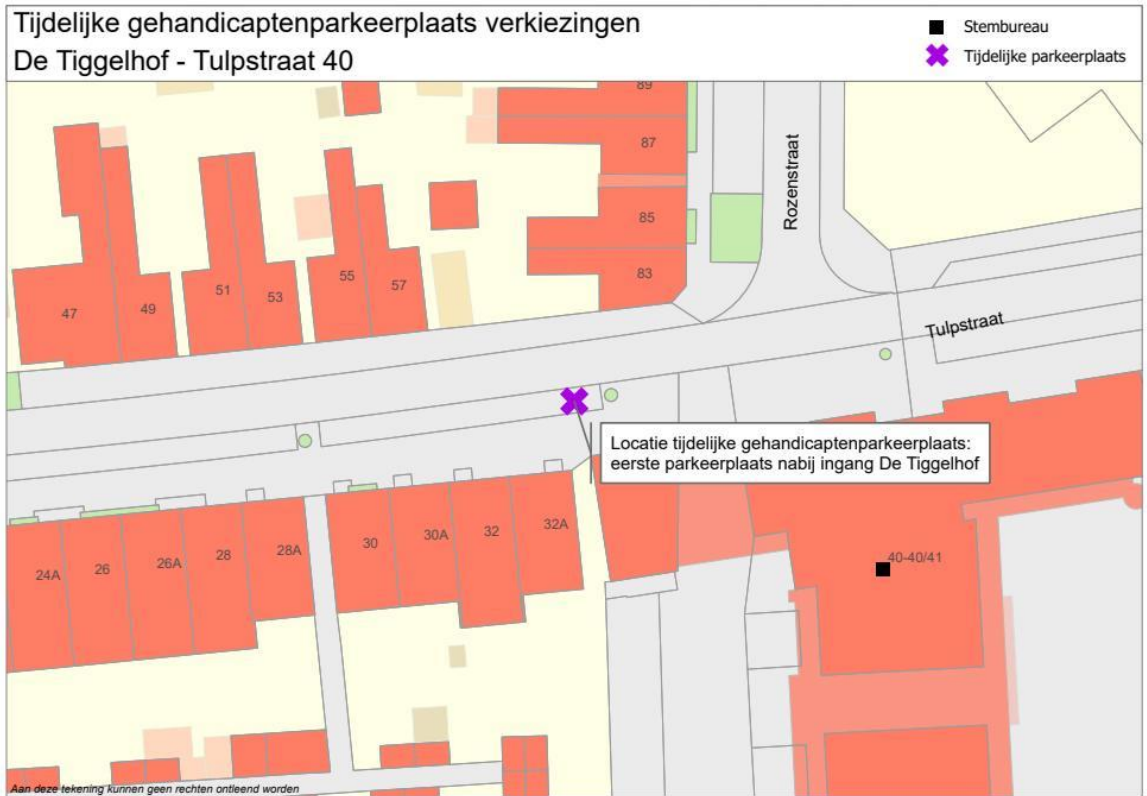 Tijdelijke gehandicaptenparkeerplaats verkiezingen
De Tiggelhof - Tulpstraat 40
Stembureau
Tijdelijke parkeerplaats
89
87
85
83
Rozenstraat
Tulpstraat
47
49
51
53
55
57
Locatie tijdelijke gehandicaptenparkeerplaats:
eerste parkeerplaats nabij ingang De Tiggelhof
24A
26
26A
28
28A
30
30A
32
32A
40-40/41
Aan deze tekening kunnen geen rechten ontleend worden